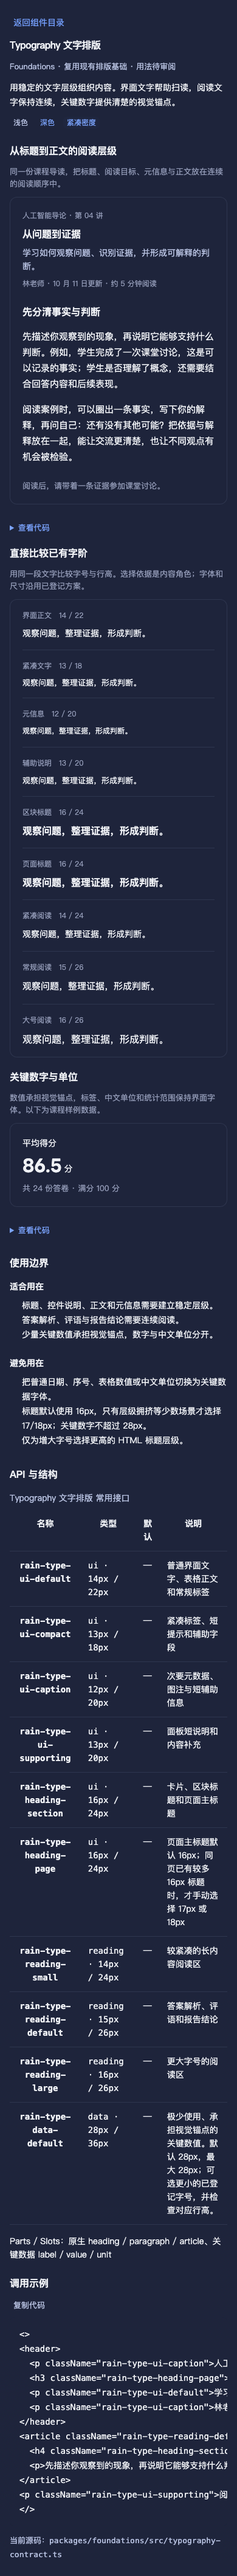 返回组件目录
Typography 文字排版
Foundations · 复用现有排版基础 · 用法待审阅
用稳定的文字层级组织内容。界面文字帮助扫读，阅读文
字保持连续，关键数字提供清楚的视觉锚点。
浅色 深色 紧凑密度
从标题到正文的阅读层级
同一份课程导读，把标题、阅读目标、元信息与正文放在连续
的阅读顺序中。
人工智能导论 · 第 04 讲
从问题到证据
学习如何观察问题、识别证据，并形成可解释的判
断。
林老师 · 10 月 11 日更新 · 约 5 分钟阅读
先分清事实与判断
先描述你观察到的现象，再说明它能够支持什么
判断。例如，学生完成了一次课堂讨论，这是可
以记录的事实；学生是否理解了概念，还需要结
合回答内容和后续表现。
阅读案例时，可以圈出一条事实，写下你的解
释，再问自己：还有没有其他可能？把依据与解
释放在一起，能让交流更清楚，也让不同观点有
机会被检验。
阅读后，请带着一条证据参加课堂讨论。
▶ 查看代码
直接比较已有字阶
用同一段文字比较字号与行高。选择依据是内容角色；字体和
尺寸沿用已登记方案。
界面正文 14 / 22
观察问题，整理证据，形成判断。
紧凑文字 13 / 18
观察问题，整理证据，形成判断。
元信息 12 / 20
观察问题，整理证据，形成判断。
辅助说明 13 / 20
观察问题，整理证据，形成判断。
区块标题 16 / 24
观察问题，整理证据，形成判断。
页面标题 16 / 24
观察问题，整理证据，形成判断。
紧凑阅读 14 / 24
观察问题，整理证据，形成判断。
常规阅读 15 / 26
观察问题，整理证据，形成判断。
大号阅读 16 / 26
观察问题，整理证据，形成判断。
关键数字与单位
数值承担视觉锚点，标签、中文单位和统计范围保持界面字
体。以下为课程样例数据。
平均得分
86.5 分
共 24 份答卷 · 满分 100 分
▶ 查看代码
使用边界
适合用在
标题、控件说明、正文和元信息需要建立稳定层级。
答案解析、评语与报告结论需要连续阅读。
少量关键数值承担视觉锚点，数字与中文单位分开。
避免用在
把普通日期、序号、表格数值或中文单位切换为关键数
据字体。
标题默认使用 16px，只有层级拥挤等少数场景才选择
17/18px；关键数字不超过 28px。
仅为增大字号选择更高的 HTML 标题层级。
API 与结构
Typography 文字排版 常用接口
名称 类型 默认 说明
rain-type-ui-default ui · 14px / 22px — 普通界面文字、表格正文和常规标签
rain-type-ui-compact ui · 13px / 18px — 紧凑标签、短提示和辅助字段
rain-type-ui-caption ui · 12px / 20px — 次要元数据、图注与短辅助信息
rain-type-ui-supporting ui · 13px / 20px — 面板短说明和内容补充
rain-type-heading-section ui · 16px / 24px — 卡片、区块标题和页面主标题
rain-type-heading-page ui · 16px / 24px — 页面主标题默认 16px；同页已有较多 16px 标题时，才手动选择 17px 或 18px
rain-type-reading-small reading · 14px / 24px — 较紧凑的长内容阅读区
rain-type-reading-default reading · 15px / 26px — 答案解析、评语和报告结论
rain-type-reading-large reading · 16px / 26px — 更大字号的阅读区
rain-type-data-default data · 28px / 36px — 极少使用、承担视觉锚点的关键数值。默认 28px，最大 28px；可选更小的已登记字号，并检查对应行高。
Parts / Slots：原生 heading / paragraph / article、关
键数据 label / value / unit
调用示例
复制代码
<>
<header>
<p className="rain-type-ui-caption">人工
<h3 className="rain-type-heading-page">
<p className="rain-type-ui-default">学习
<p className="rain-type-ui-caption">林老
</header>
<article className="rain-type-reading-def
<h4 className="rain-type-heading-sectio
<p>先描述你观察到的现象，再说明它能够支持什么判
</article>
<p className="rain-type-ui-supporting">阅
</>
当前源码：packages/foundations/src/typography-
contract.ts